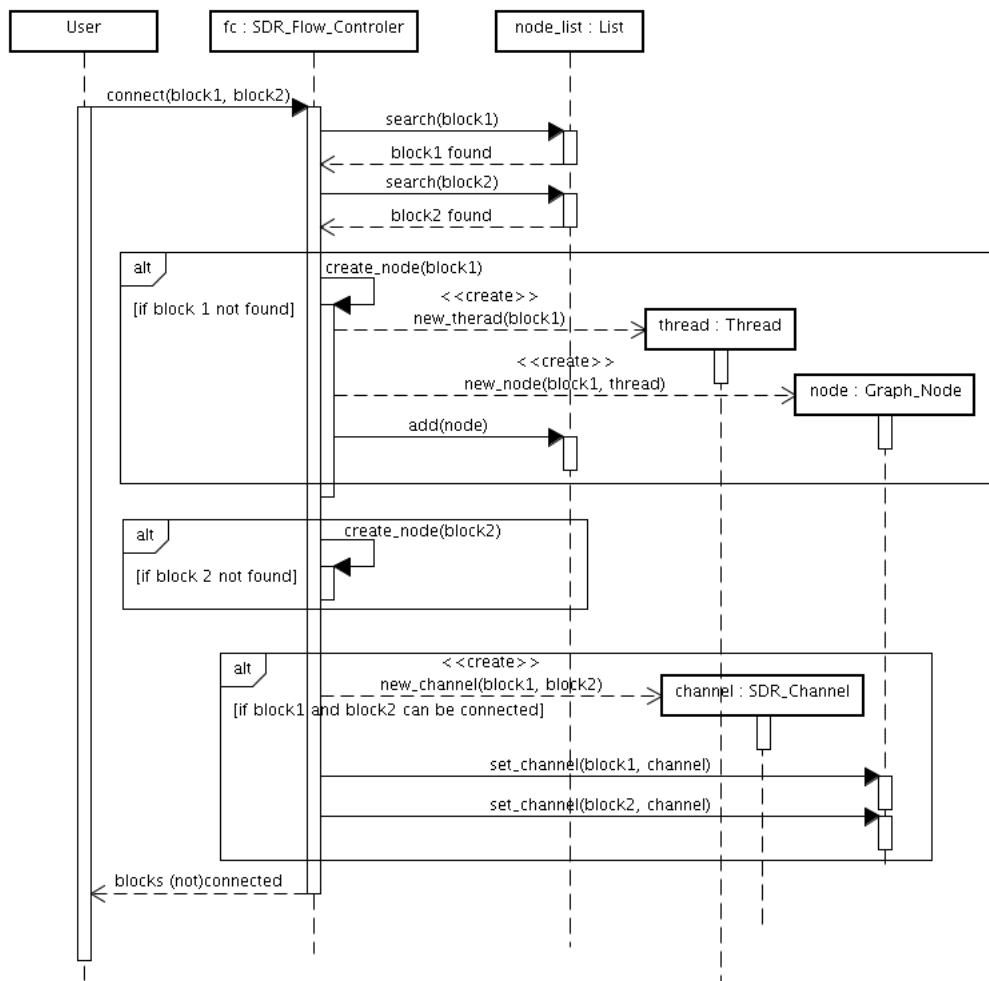 User
fc : SDR_Flow_Controler
node_list : List
connect(block1, block2)
search(block1)
block1 found
search(block2)
block2 found
alt
create_node(block1)
[if block 1 not found]
<<create>>
new_therad(block1)
thread : Thread
<<create>>
new_node(block1, thread)
node : Graph_Node
add(node)
alt
create_node(block2)
[if block 2 not found]
alt
<<create>>
new_channel(block1, block2)
channel : SDR_Channel
[if block1 and block2 can be connected]
set_channel(block1, channel)
set_channel(block2, channel)
blocks (not)connected